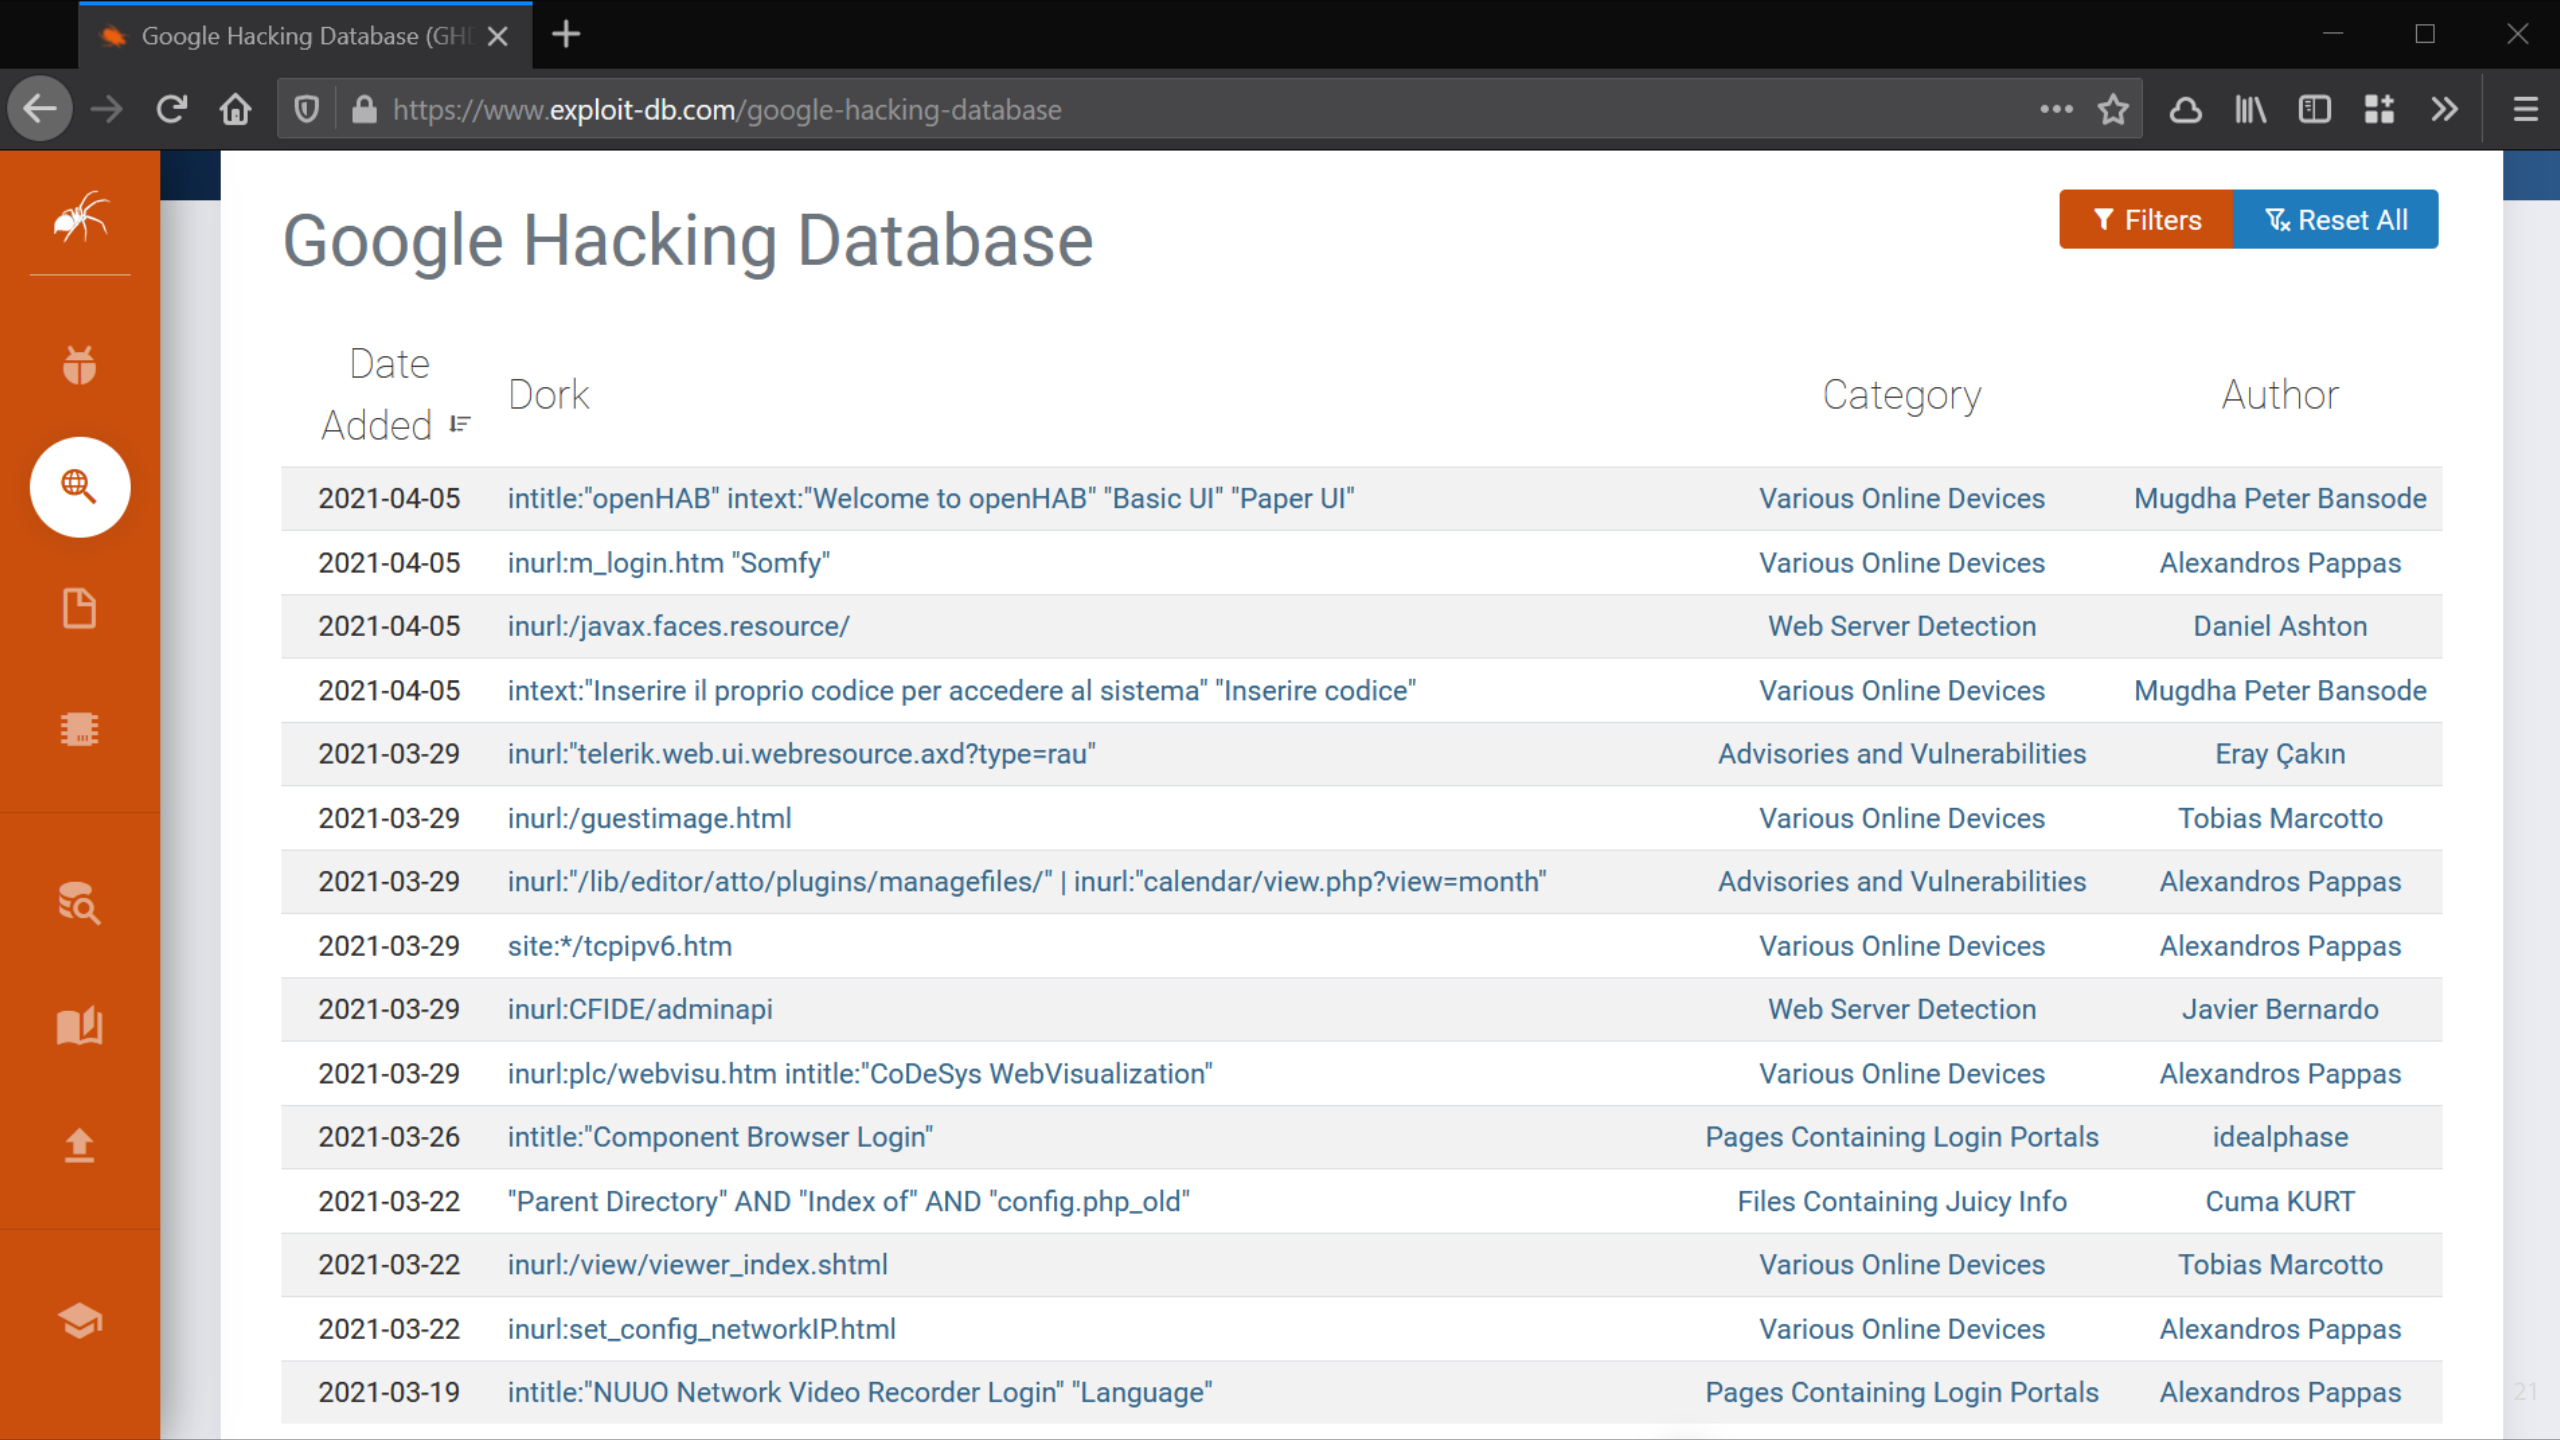 Google Hacking Database (GHD
https://www.exploit-db.com/google-hacking-database
Google Hacking Database
Filters
Reset All
Date Added
Dork
Category
Author
2021-04-05 intitle:"openHAB" intext:"Welcome to openHAB" "Basic UI" "Paper UI" Various Online Devices Mugdha Peter Bansode
2021-04-05 inurl:m_login.htm "Somfy" Various Online Devices Alexandros Pappas
2021-04-05 inurl:/javax.faces.resource/ Web Server Detection Daniel Ashton
2021-04-05 intext:"Inserire il proprio codice per accedere al sistema" "Inserire codice" Various Online Devices Mugdha Peter Bansode
2021-03-29 inurl:"telerik.web.ui.webresource.axd?type=rau" Advisories and Vulnerabilities Eray Çakın
2021-03-29 inurl:/guestimage.html Various Online Devices Tobias Marcotto
2021-03-29 inurl:"/lib/editor/atto/plugins/managefiles/" | inurl:"calendar/view.php?view=month" Advisories and Vulnerabilities Alexandros Pappas
2021-03-29 site:*/tcpipv6.htm Various Online Devices Alexandros Pappas
2021-03-29 inurl:CFIDE/adminapi Web Server Detection Javier Bernardo
2021-03-29 inurl:plc/webvisu.htm intitle:"CoDeSys WebVisualization" Various Online Devices Alexandros Pappas
2021-03-26 intitle:"Component Browser Login" Pages Containing Login Portals idealphase
2021-03-22 "Parent Directory" AND "Index of" AND "config.php_old" Files Containing Juicy Info Cuma KURT
2021-03-22 inurl:/view/viewer_index.shtml Various Online Devices Tobias Marcotto
2021-03-22 inurl:set_config_networkIP.html Various Online Devices Alexandros Pappas
2021-03-19 intitle:"NUUO Network Video Recorder Login" "Language" Pages Containing Login Portals Alexandros Pappas
21